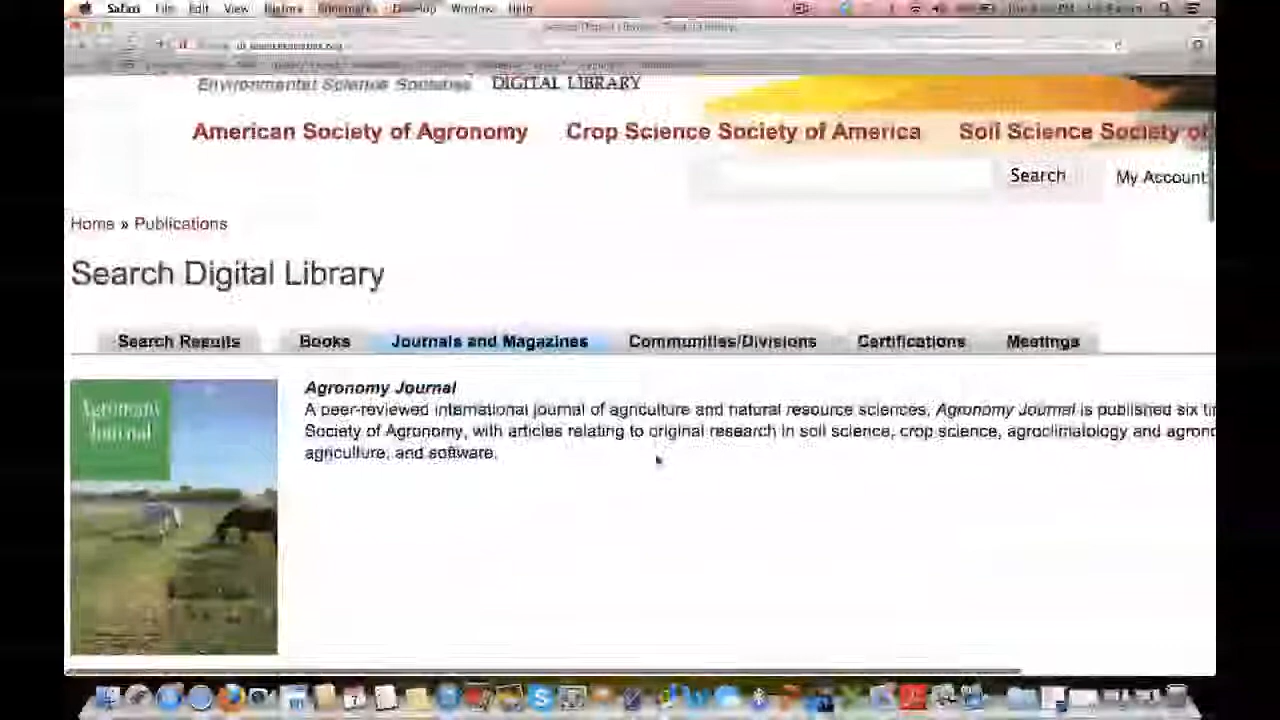 Safari File Edit View History Bookmarks Develop Window Help
Environmental Science Societies DIGITAL LIBRARY
American Society of Agronomy Crop Science Society of America Soil Science Society of
Search My Account
Home » Publications
Search Digital Library
Search Results Books Journals and Magazines Communities/Divisions Certifications Meetings
Agronomy Journal
A peer-reviewed international journal of agriculture and natural resource sciences, Agronomy Journal is published six
Society of Agronomy, with articles relating to original research in soil science, crop science, agroclimatology and
agriculture, and software.
Agronomy
Journal